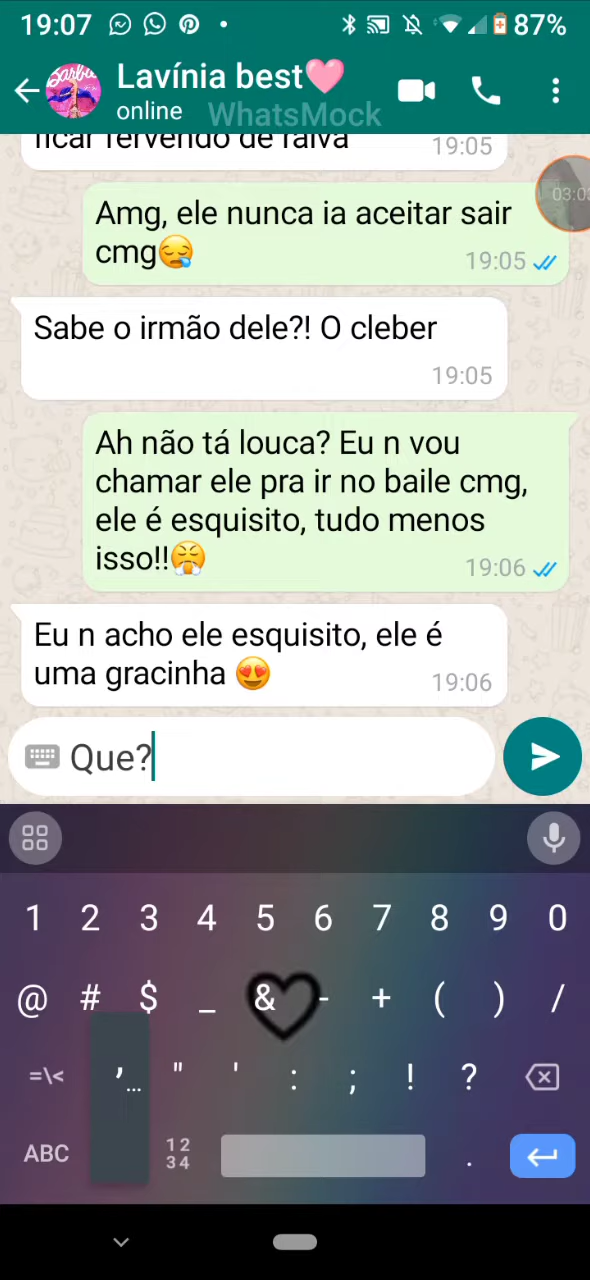 19:07 87%
Lavínia best🩷
online WhatsMock
ficar fervendo de raiva
19:05
03:03
Amg, ele nunca ia aceitar sair
cmg😪
19:05
Sabe o irmão dele?! O cleber
19:05
Ah não tá louca? Eu n vou
chamar ele pra ir no baile cmg,
ele é esquisito, tudo menos
isso!!😤
19:06
Eu n acho ele esquisito, ele é
uma gracinha 😍
19:06
Que?
1 2 3 4 5 6 7 8 9 0
@ # $ _ & - + ( ) /
=\< , … " ' : ; ! ?
ABC 12 34 .